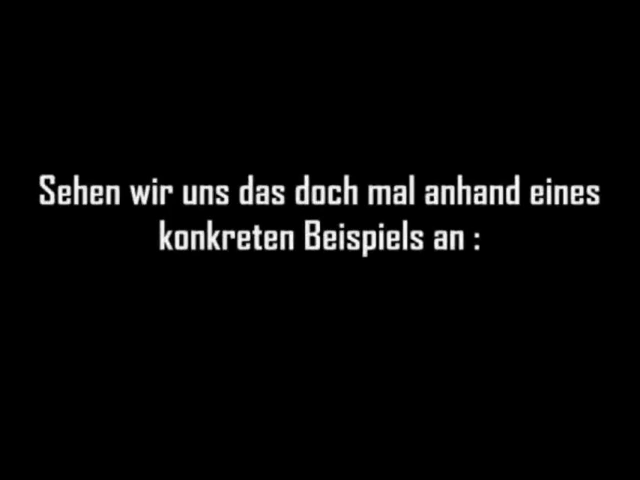 Sehen wir uns das doch mal anhand eines
konkreten Beispiels an :